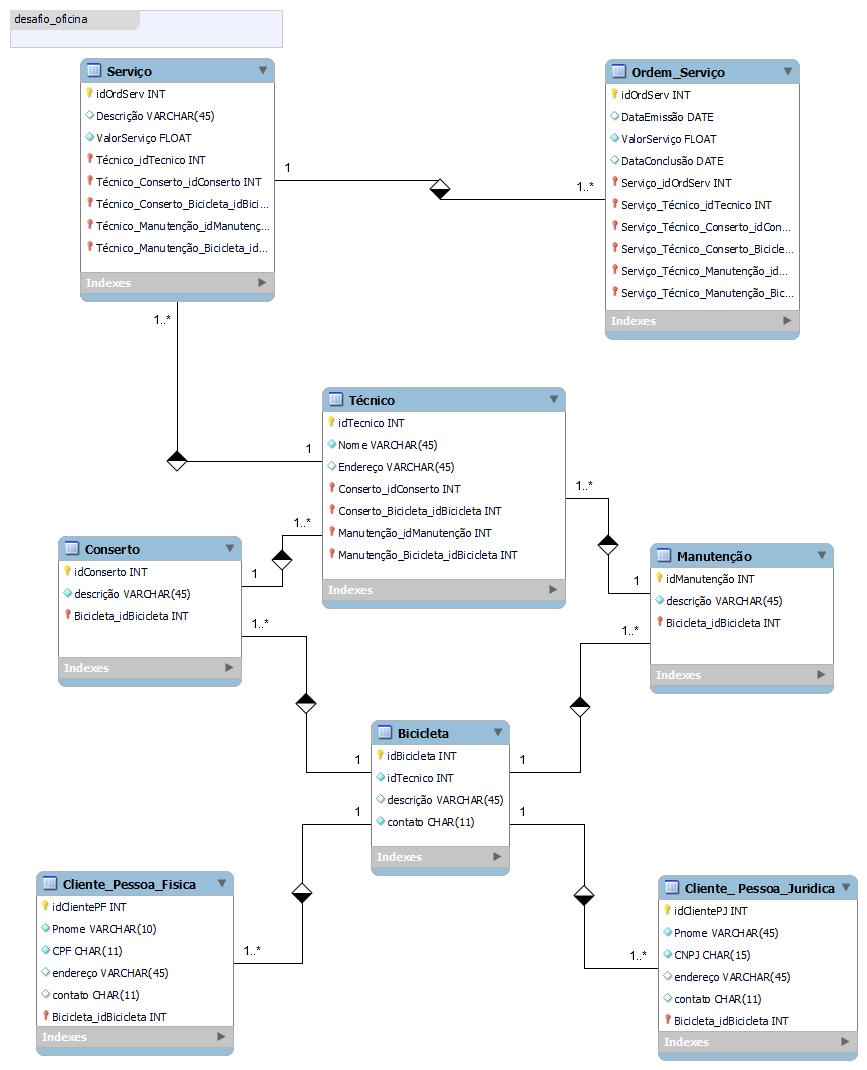 desafio_oficina
Serviço
idOrdServ INT
Descrição VARCHAR(45)
ValorServiço FLOAT
Técnico_idTecnico INT
Técnico_Conserto_idConserto INT
Técnico_Conserto_Bicicleta_idBici...
Técnico_Manutenção_idManutenç...
Técnico_Manutenção_Bicicleta_id...
Indexes
Ordem_Serviço
idOrdServ INT
DataEmissão DATE
ValorServiço FLOAT
DataConclusão DATE
Serviço_idOrdServ INT
Serviço_Técnico_idTecnico INT
Serviço_Técnico_Conserto_idCon...
Serviço_Técnico_Conserto_Bicicle...
Serviço_Técnico_Manutenção_id...
Serviço_Técnico_Manutenção_Bic...
Indexes
1
1..*
1..*
1
Técnico
idTecnico INT
Nome VARCHAR(45)
Endereço VARCHAR(45)
Conserto_idConserto INT
Conserto_Bicicleta_idBicicleta INT
Manutenção_idManutenção INT
Manutenção_Bicicleta_idBicicleta INT
Indexes
1..*
1
1..*
1
Conserto
idConserto INT
descrição VARCHAR(45)
Bicicleta_idBicicleta INT
Indexes
Manutenção
idManutenção INT
descrição VARCHAR(45)
Bicicleta_idBicicleta INT
Indexes
1..*
1
1..*
1
Bicicleta
idBicicleta INT
idTecnico INT
descrição VARCHAR(45)
contato CHAR(11)
Indexes
1
1..*
1
1..*
Cliente_Pessoa_Fisica
idClientePF INT
Pnome VARCHAR(10)
CPF CHAR(11)
endereço VARCHAR(45)
contato CHAR(11)
Bicicleta_idBicicleta INT
Indexes
Cliente_ Pessoa_Juridica
idClientePJ INT
Pnome VARCHAR(45)
CNPJ CHAR(15)
endereço VARCHAR(45)
contato CHAR(11)
Bicicleta_idBicicleta INT
Indexes